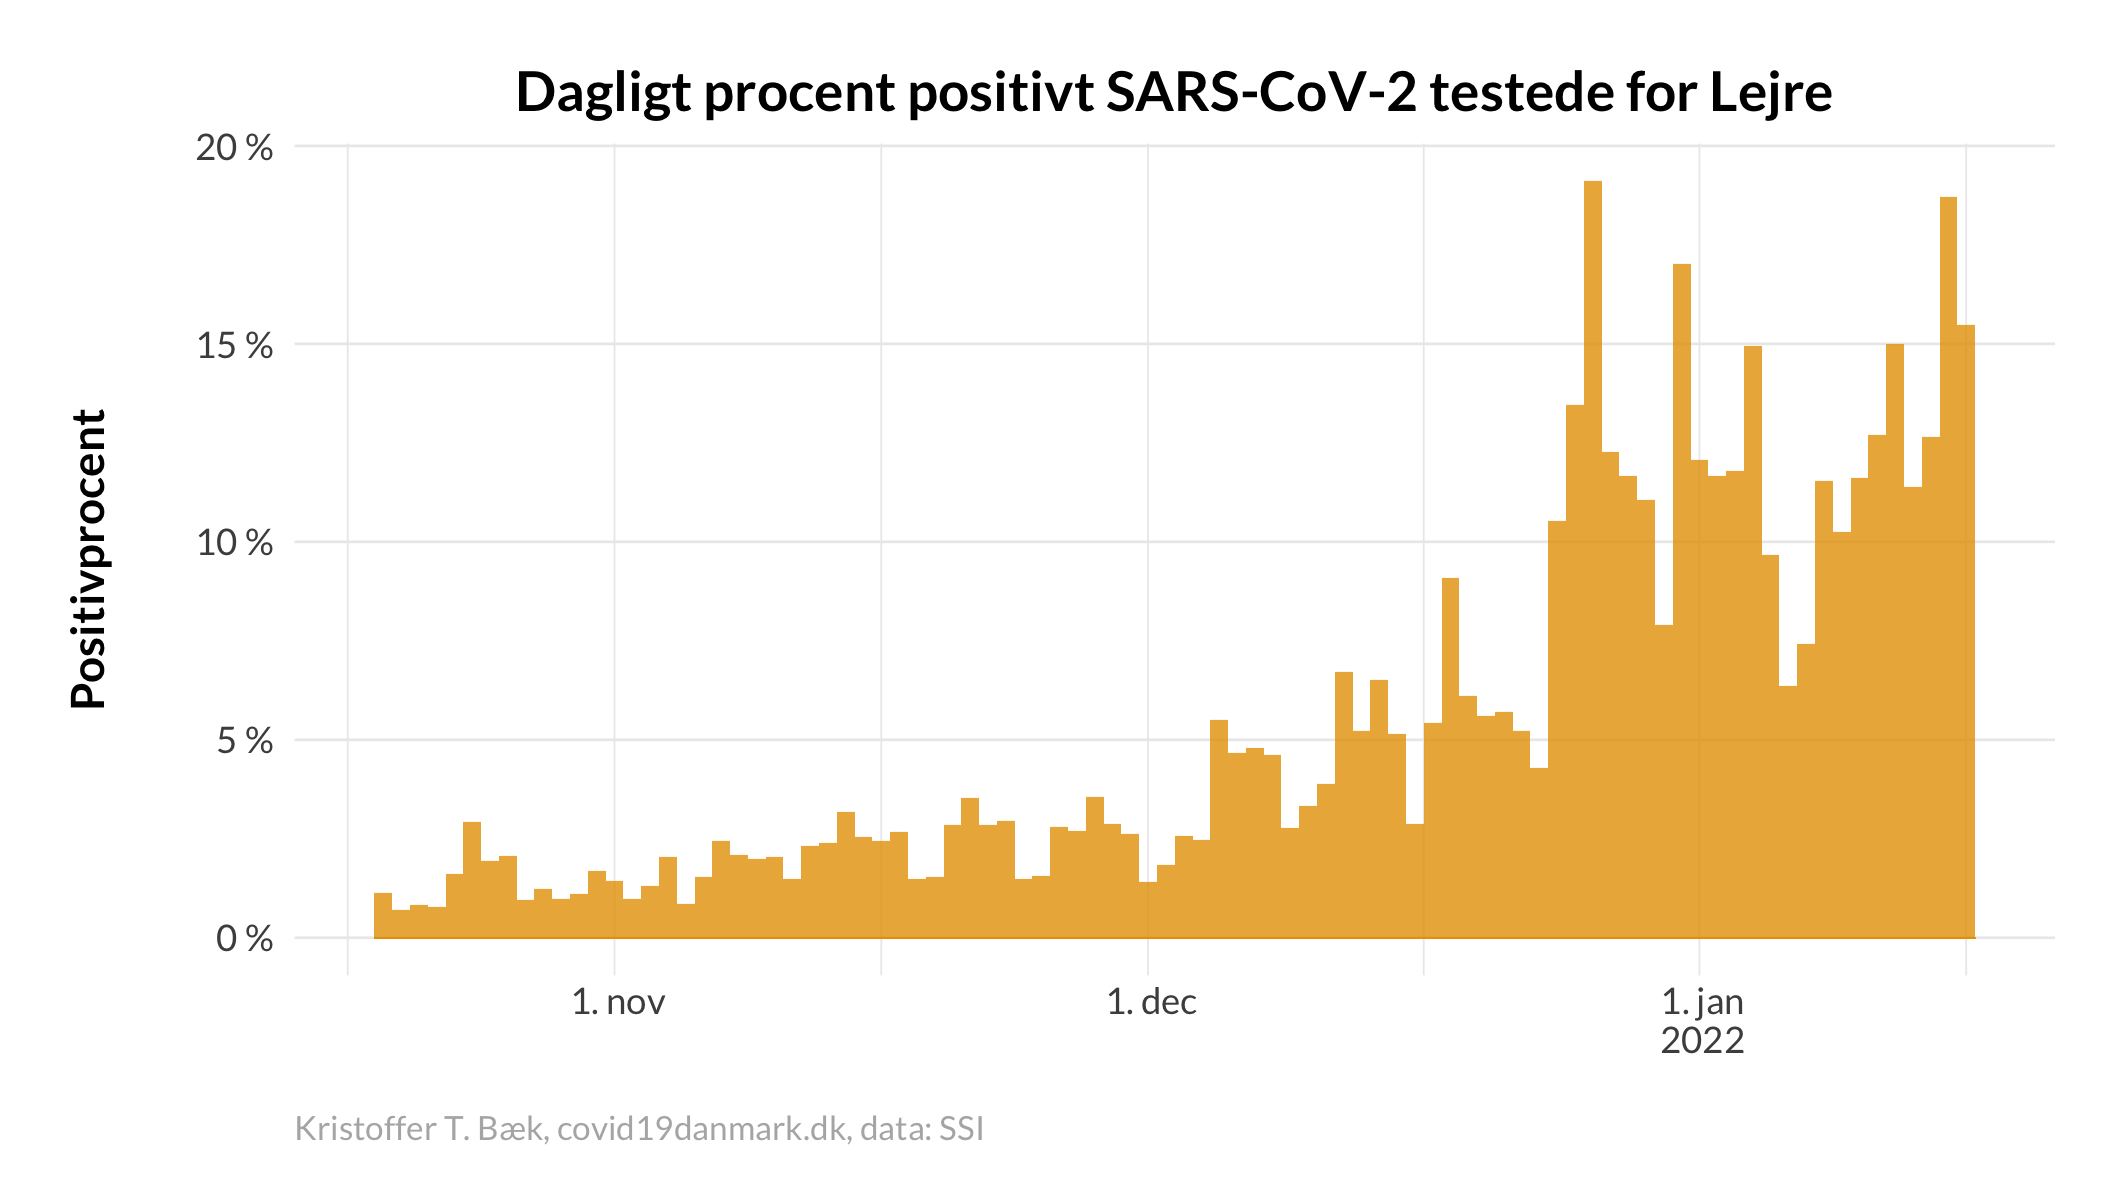 Dagligt procent positivt SARS-CoV-2 testede for Lejre
Positivprocent
20 %
15 %
10 %
5 %
0 %
1. nov
1. dec
1. jan
2022
Kristoffer T. Bæk, covid19danmark.dk, data: SSI